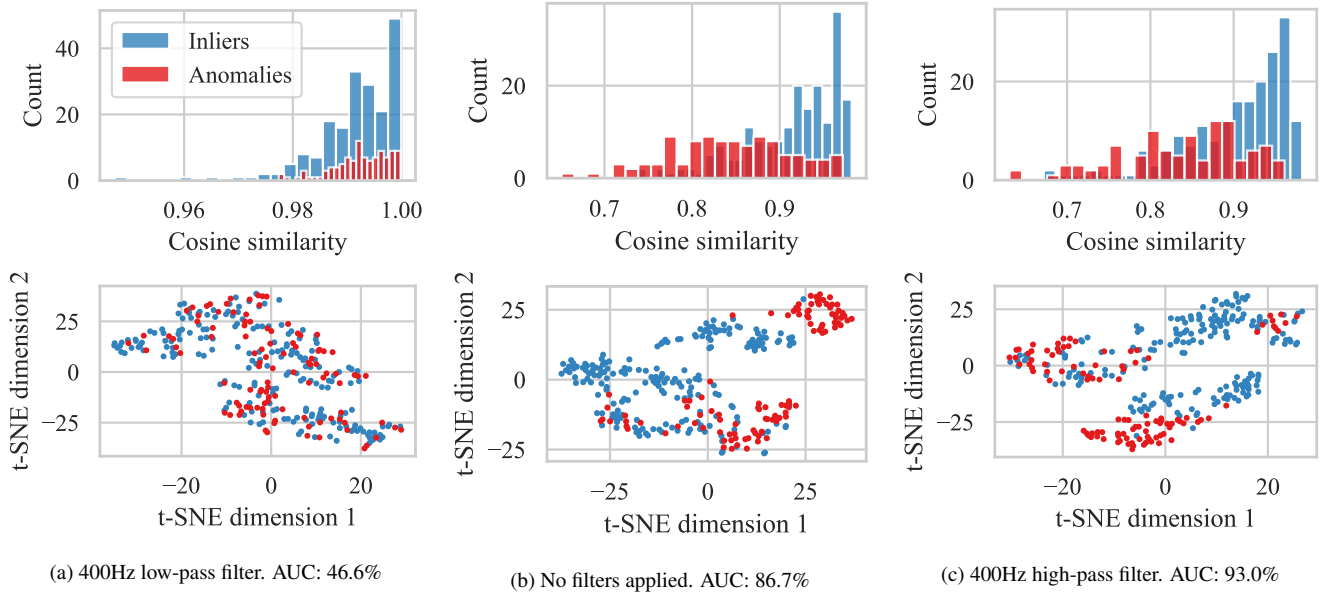 Count
40
20
0
Inliers
Anomalies
0.96
0.98
1.00
Cosine similarity
Count
20
0
0.7
0.8
0.9
Cosine similarity
Count
20
0
0.7
0.8
0.9
Cosine similarity
t-SNE dimension 2
25
0
−25
−20
0
20
t-SNE dimension 1
t-SNE dimension 2
25
0
−25
−25
0
25
t-SNE dimension 1
t-SNE dimension 2
25
0
−25
−20
0
20
t-SNE dimension 1
(a) 400Hz low-pass filter. AUC: 46.6%
(b) No filters applied. AUC: 86.7%
(c) 400Hz high-pass filter. AUC: 93.0%